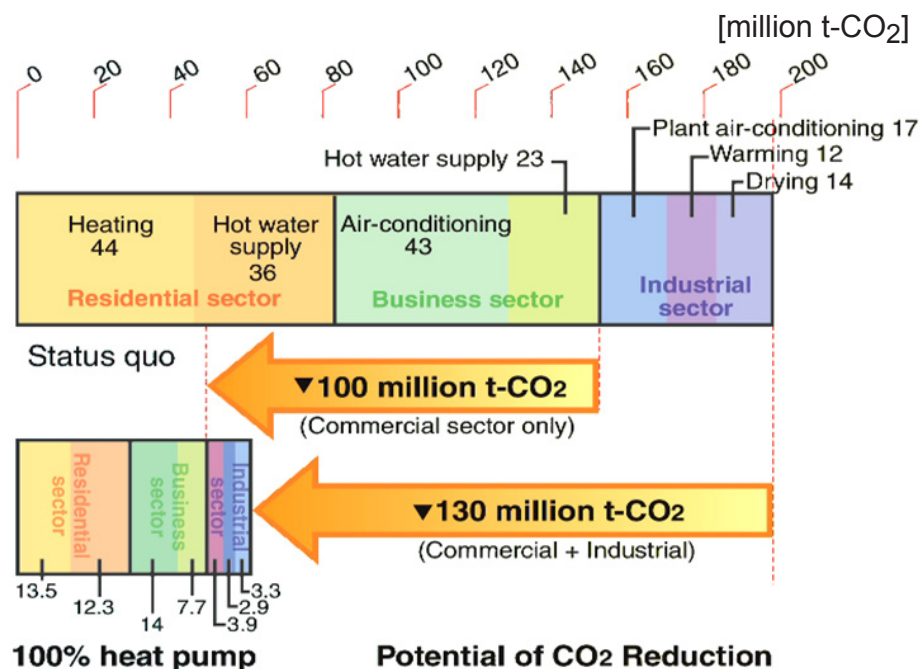 [million t-CO2]
0 20 40 60 80 100 120 140 160 180 200
Plant air-conditioning 17
Hot water supply 23
Warming 12
Drying 14
Heating
44
Hot water
supply
36
Air-conditioning
43
Residential sector
Business sector
Industrial
sector
Status quo
▼100 million t-CO2
(Commercial sector only)
Residential
sector
Business
sector
Industrial
sector
▼130 million t-CO2
(Commercial + Industrial)
13.5
12.3
14
7.7
3.9
2.9
3.3
100% heat pump
Potential of CO2 Reduction